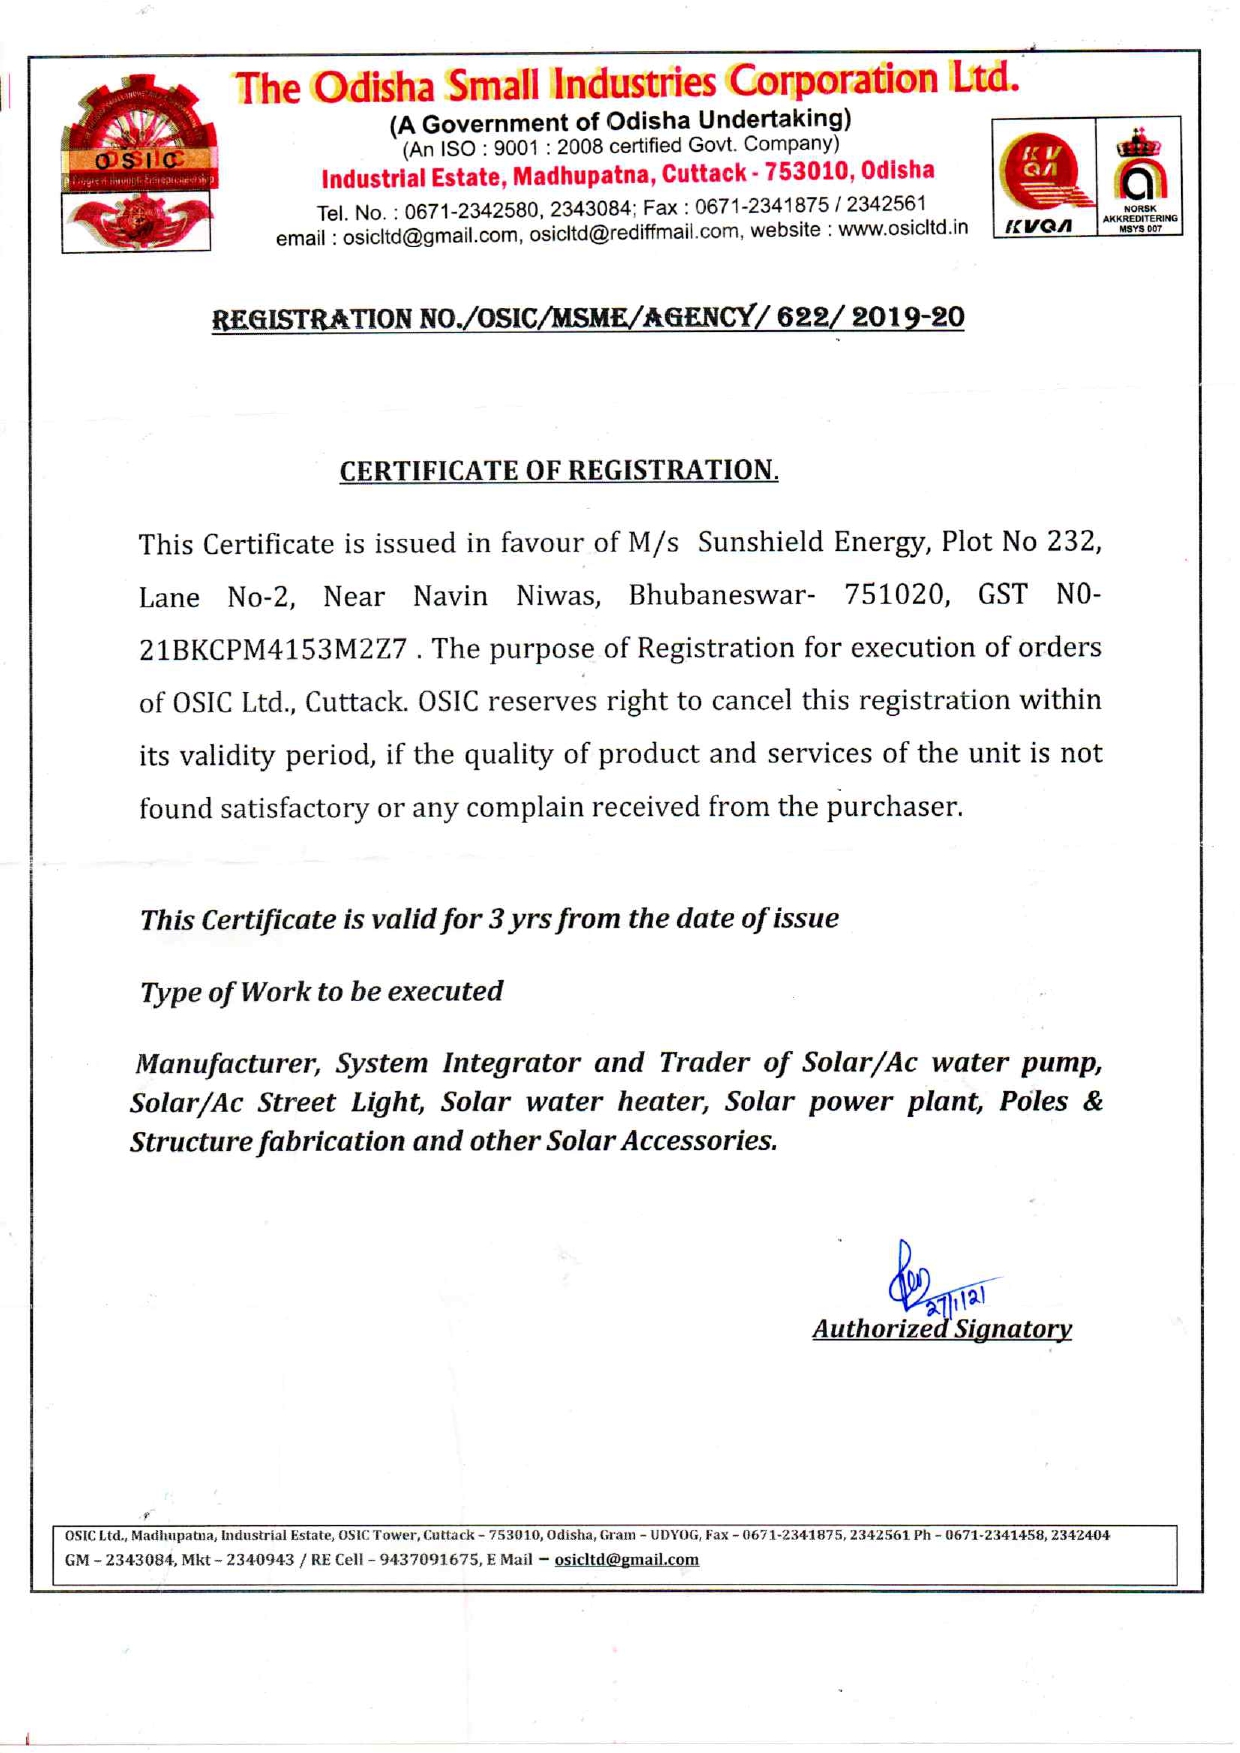 The Odisha Small Industries Corporation Ltd.
(A Government of Odisha Undertaking)
(An ISO : 9001 : 2008 certified Govt. Company)
Industrial Estate, Madhupatna, Cuttack - 753010, Odisha
Tel. No. : 0671-2342580, 2343084; Fax : 0671-2341875 / 2342561
email : osicltd@gmail.com, osicltd@rediffmail.com, website : www.osicltd.in
OSIC
Progress through Entrepreneurship
KV
QA
KVQA
NORSK
AKKREDITERING
MSYS 007
REGISTRATION NO./OSIC/MSME/AGENCY/ 622/ 2019-20
CERTIFICATE OF REGISTRATION.
This Certificate is issued in favour of M/s Sunshield Energy, Plot No 232,
Lane No-2, Near Navin Niwas, Bhubaneswar- 751020, GST N0-
21BKCPM4153M2Z7 . The purpose of Registration for execution of orders
of OSIC Ltd., Cuttack. OSIC reserves right to cancel this registration within
its validity period, if the quality of product and services of the unit is not
found satisfactory or any complain received from the purchaser.
This Certificate is valid for 3 yrs from the date of issue
Type of Work to be executed
Manufacturer, System Integrator and Trader of Solar/Ac water pump,
Solar/Ac Street Light, Solar water heater, Solar power plant, Poles &
Structure fabrication and other Solar Accessories.
27/1/21
Authorized Signatory
OSIC Ltd., Madhupatna, Industrial Estate, OSIC Tower, Cuttack – 753010, Odisha, Gram – UDYOG, Fax – 0671-2341875, 2342561 Ph – 0671-2341458, 2342404
GM – 2343084, Mkt – 2340943 / RE Cell – 9437091675, E Mail – osicltd@gmail.com